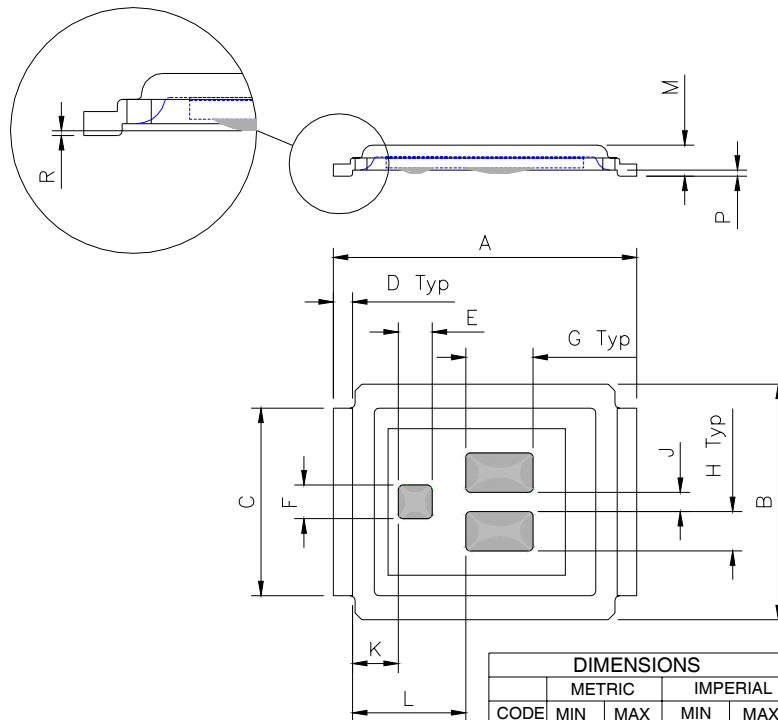 M
R
P
A
D Typ
E
G Typ
J
H Typ
F
C
B
K
L
DIMENSIONS
METRIC IMPERIAL
CODE MIN MAX MIN MAX